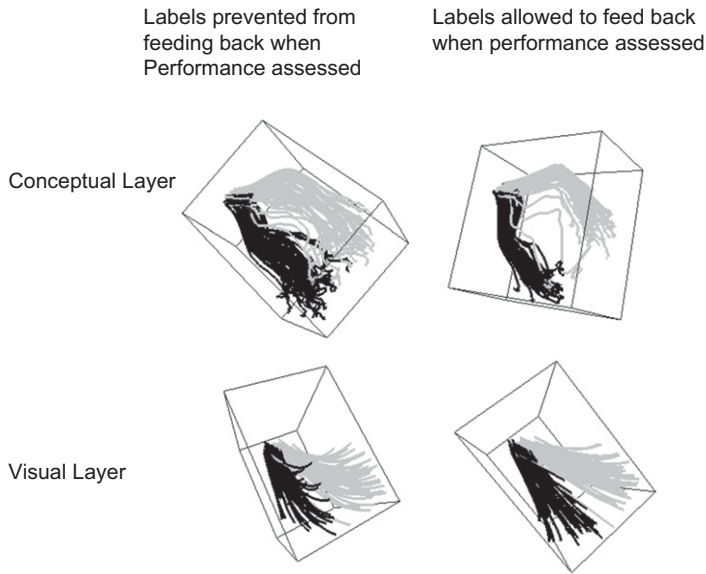 Labels prevented from
feeding back when
Performance assessed
Labels allowed to feed back
when performance assessed
Conceptual Layer
Visual Layer